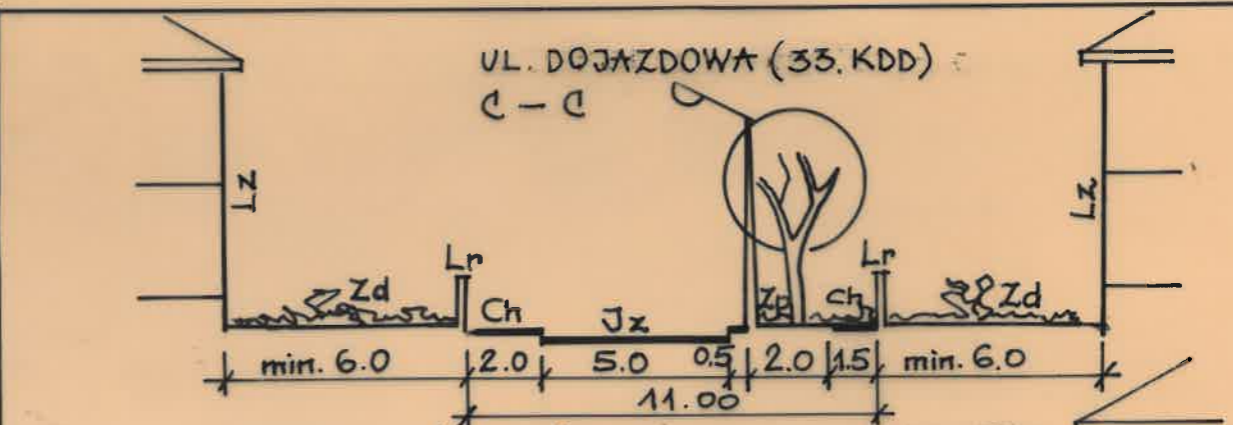 UL. DOJAZDOWA (33. KDD)
C - C
Lz
Lz
Lr
Lr
Zd
Ch
Jz
Zp
Ch
Zd
min. 6.0
2.0
5.0
0.5
2.0
1.5
min. 6.0
11.00